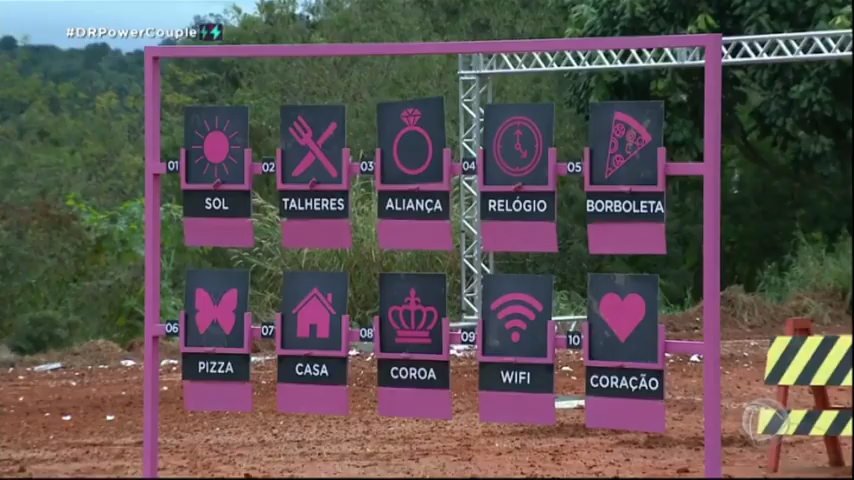 #DRPowerCouple
01 02 03 04 05
SOL TALHERES ALIANÇA RELÓGIO BORBOLETA
06 07 08 09 10
PIZZA CASA COROA WIFI CORAÇÃO